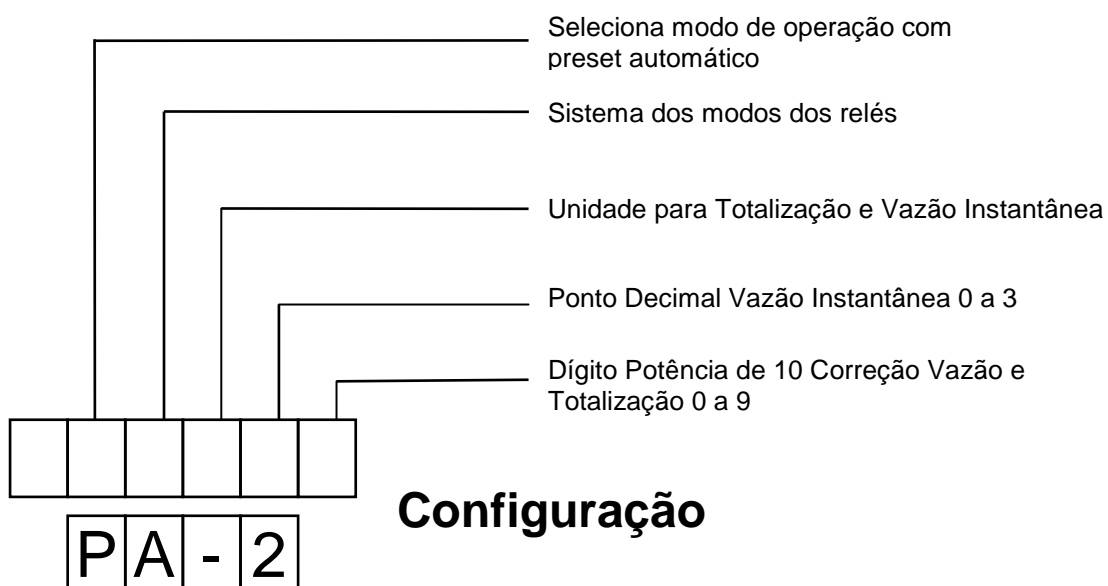 Seleciona modo de operação com
preset automático
Sistema dos modos dos relés
Unidade para Totalização e Vazão Instantânea
Ponto Decimal Vazão Instantânea 0 a 3
Dígito Potência de 10 Correção Vazão e
Totalização 0 a 9
Configuração
PA-2